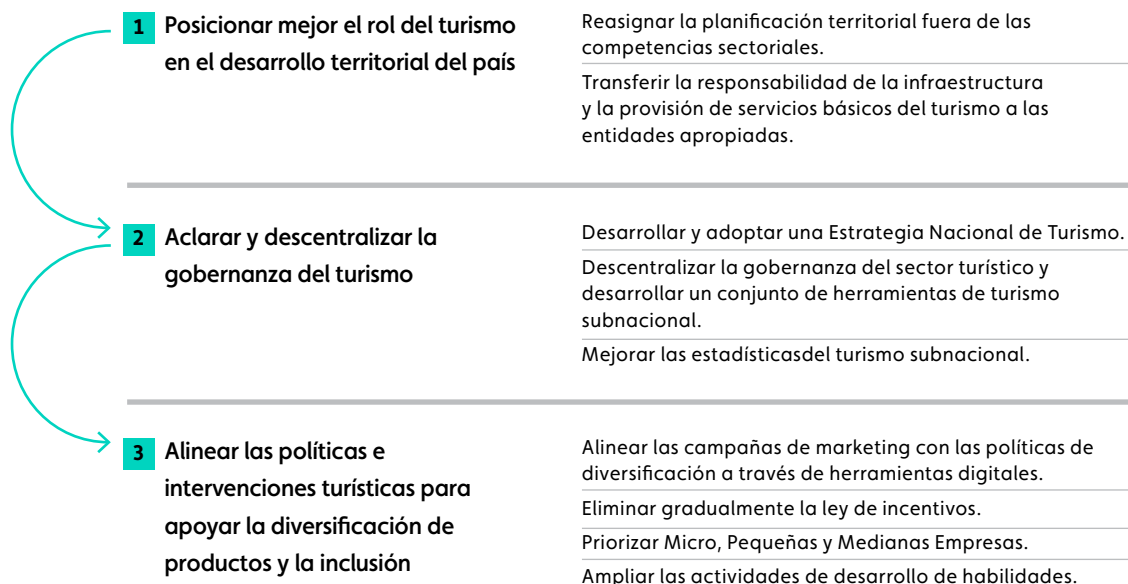 1 Posicionar mejor el rol del turismo
en el desarrollo territorial del país
Reasignar la planificación territorial fuera de las
competencias sectoriales.
Transferir la responsabilidad de la infraestructura
y la provisión de servicios básicos del turismo a las
entidades apropiadas.
2 Aclarar y descentralizar la
gobernanza del turismo
Desarrollar y adoptar una Estrategia Nacional de Turismo.
Descentralizar la gobernanza del sector turístico y
desarrollar un conjunto de herramientas de turismo
subnacional.
Mejorar las estadísticasdel turismo subnacional.
3 Alinear las políticas e
intervenciones turísticas para
apoyar la diversificación de
productos y la inclusión
Alinear las campañas de marketing con las políticas de
diversificación a través de herramientas digitales.
Eliminar gradualmente la ley de incentivos.
Priorizar Micro, Pequeñas y Medianas Empresas.
Ampliar las actividades de desarrollo de habilidades.